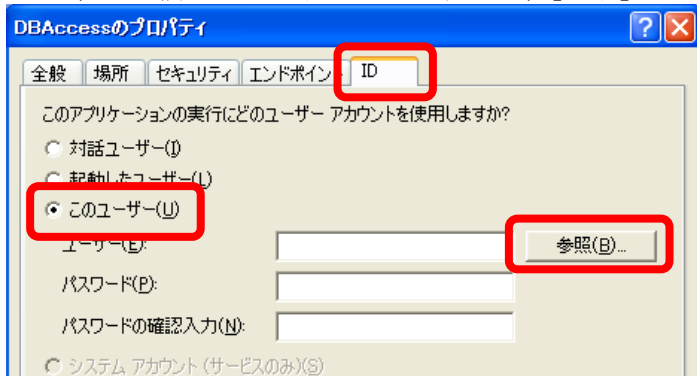 DBAccessのプロパティ
全般 場所 セキュリティ エンドポイント ID
このアプリケーションの実行にどのユーザー アカウントを使用しますか?
対話ユーザー(I)
起動したユーザー(L)
このユーザー(U)
ユーザー(E): 参照(B)...
パスワード(P):
パスワードの確認入力(N):
システム アカウント (サービスのみ)(S)